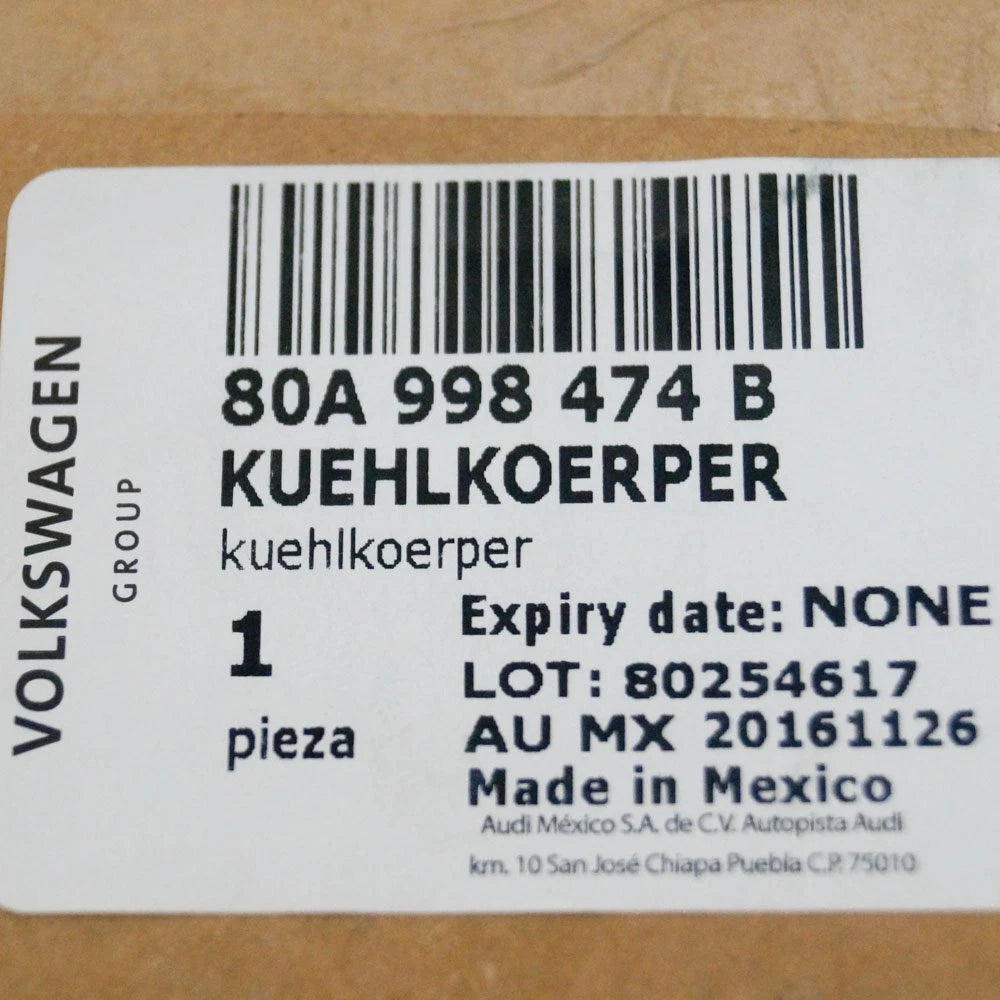 VOLKSWAGEN
GROUP
80A 998 474 B
KUEHLKOERPER
kuehlkoerper
1
pieza
Expiry date: NONE
LOT: 80254617
AU MX 20161126
Made in Mexico
Audi México S.A. de C.V. Autopista Audi
km. 10 San José Chiapa Puebla C.P. 75010